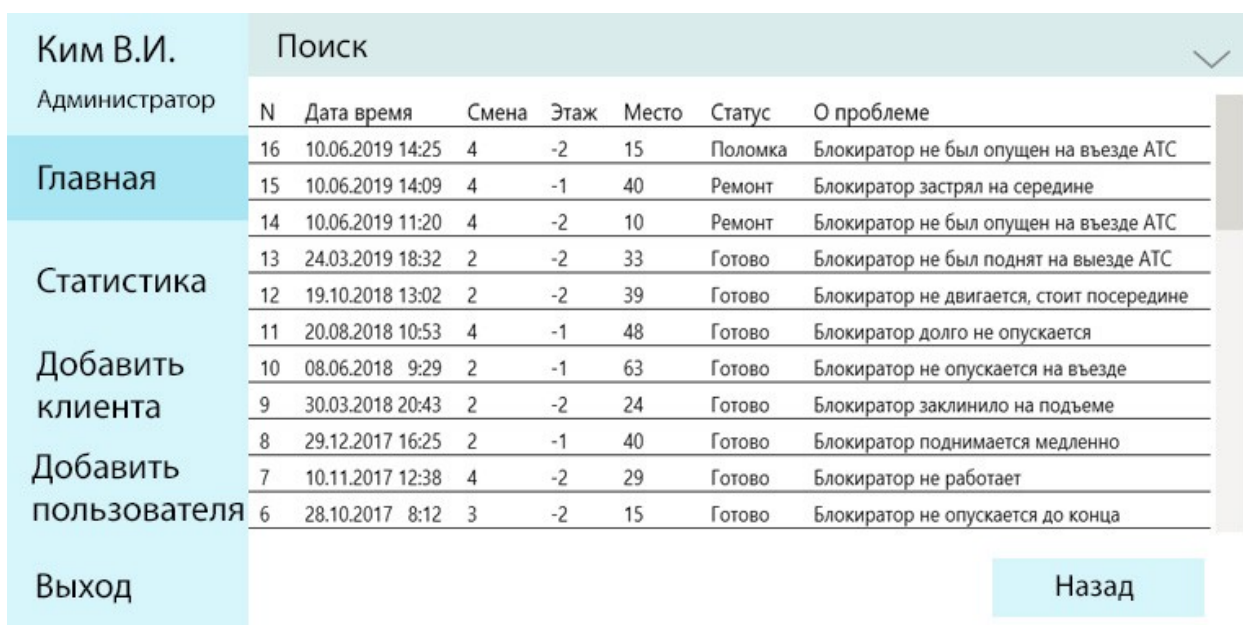 Ким В.И.
Администратор
Главная
Статистика
Добавить
клиента
Добавить
пользователя
Выход
Поиск
N Дата время Смена Этаж Место Статус О проблеме
16 10.06.2019 14:25 4 -2 15 Поломка Блокиратор не был опущен на въезде АТС
15 10.06.2019 14:09 4 -1 40 Ремонт Блокиратор застрял на середине
14 10.06.2019 11:20 4 -2 10 Ремонт Блокиратор не был опущен на въезде АТС
13 24.03.2019 18:32 2 -2 33 Готово Блокиратор не был поднят на выезде АТС
12 19.10.2018 13:02 2 -2 39 Готово Блокиратор не двигается, стоит посередине
11 20.08.2018 10:53 4 -1 48 Готово Блокиратор долго не опускается
10 08.06.2018 9:29 2 -1 63 Готово Блокиратор не опускается на въезде
9 30.03.2018 20:43 2 -2 24 Готово Блокиратор заклинило на подъеме
8 29.12.2017 16:25 2 -1 40 Готово Блокиратор поднимается медленно
7 10.11.2017 12:38 4 -2 29 Готово Блокиратор не работает
6 28.10.2017 8:12 3 -2 15 Готово Блокиратор не опускается до конца
Назад